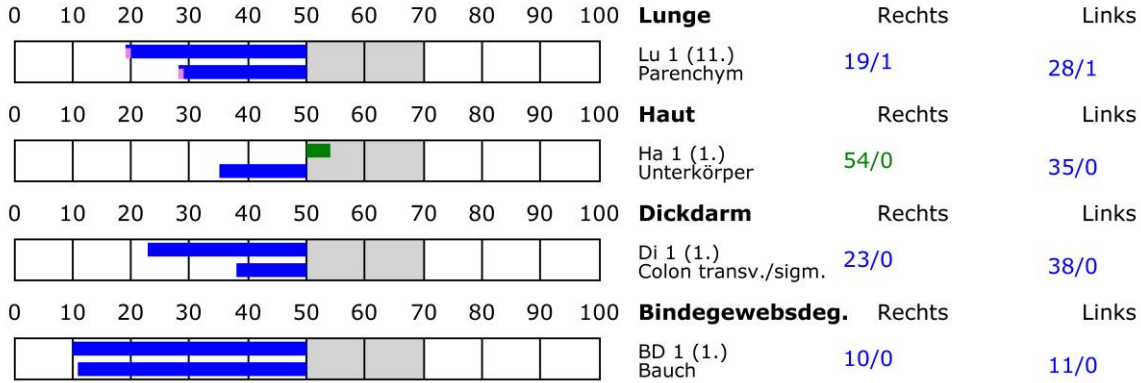 0 10 20 30 40 50 60 70 80 90 100 Lunge Rechts Links
Lu 1 (11.)
Parenchym 19/1 28/1
0 10 20 30 40 50 60 70 80 90 100 Haut Rechts Links
Ha 1 (1.)
Unterkörper 54/0 35/0
0 10 20 30 40 50 60 70 80 90 100 Dickdarm Rechts Links
Di 1 (1.)
Colon transv./sigm. 23/0 38/0
0 10 20 30 40 50 60 70 80 90 100 Bindegewebsdeg. Rechts Links
BD 1 (1.)
Bauch 10/0 11/0